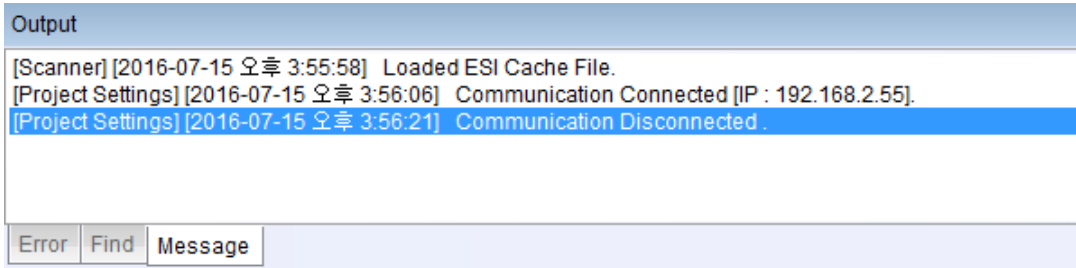 Output
[Scanner] [2016-07-15 오후 3:55:58] Loaded ESI Cache File.
[Project Settings] [2016-07-15 오후 3:56:06] Communication Connected [IP : 192.168.2.55].
[Project Settings] [2016-07-15 오후 3:56:21] Communication Disconnected .
Error Find Message